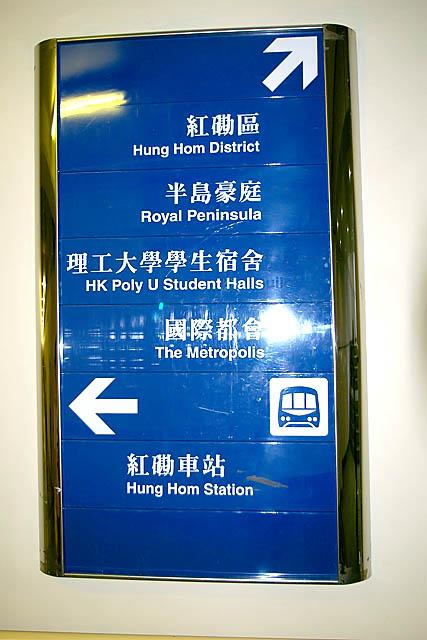 紅磡區
Hung Hom District
半島豪庭
Royal Peninsula
理工大學學生宿舍
HK Poly U Student Halls
國際都會
The Metropolis
紅磡車站
Hung Hom Station